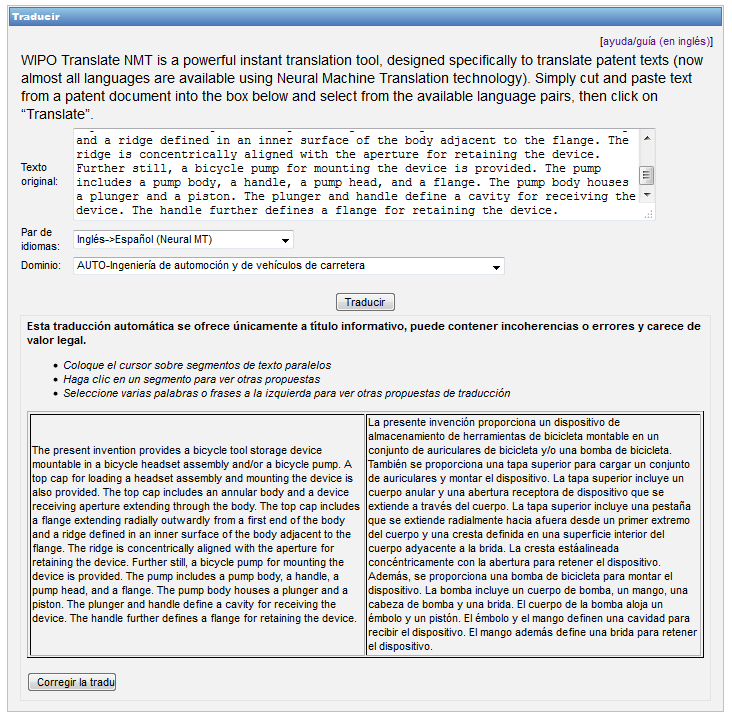 Traducir
[ayuda/guía (en inglés)]
WIPO Translate NMT is a powerful instant translation tool, designed specifically to translate patent texts (now
almost all languages are available using Neural Machine Translation technology). Simply cut and paste text
from a patent document into the box below and select from the available language pairs, then click on
“Translate”.
Texto
original:
and a ridge defined in an inner surface of the body adjacent to the flange. The
ridge is concentrically aligned with the aperture for retaining the device.
Further still, a bicycle pump for mounting the device is provided. The pump
includes a pump body, a handle, a pump head, and a flange. The pump body houses
a plunger and a piston. The plunger and handle define a cavity for receiving the
device. The handle further defines a flange for retaining the device.
Par de
idiomas:
Inglés->Español (Neural MT)
Dominio:
AUTO-Ingeniería de automoción y de vehículos de carretera
Traducir
Esta traducción automática se ofrece únicamente a título informativo, puede contener incoherencias o errores y carece de
valor legal.
• Coloque el cursor sobre segmentos de texto paralelos
• Haga clic en un segmento para ver otras propuestas
• Seleccione varias palabras o frases a la izquierda para ver otras propuestas de traducción
The present invention provides a bicycle tool storage device
mountable in a bicycle headset assembly and/or a bicycle pump. A
top cap for loading a headset assembly and mounting the device is
also provided. The top cap includes an annular body and a device
receiving aperture extending through the body. The top cap includes
a flange extending radially outwardly from a first end of the body
and a ridge defined in an inner surface of the body adjacent to the
flange. The ridge is concentrically aligned with the aperture for
retaining the device. Further still, a bicycle pump for mounting the
device is provided. The pump includes a pump body, a handle, a
pump head, and a flange. The pump body houses a plunger and a
piston. The plunger and handle define a cavity for receiving the
device. The handle further defines a flange for retaining the device.
La presente invención proporciona un dispositivo de
almacenamiento de herramientas de bicicleta montable en un
conjunto de auriculares de bicicleta y/o una bomba de bicicleta.
También se proporciona una tapa superior para cargar un conjunto
de auriculares y montar el dispositivo. La tapa superior incluye un
cuerpo anular y una abertura receptora de dispositivo que se
extiende a través del cuerpo. La tapa superior incluye una pestaña
que se extiende radialmente hacia afuera desde un primer extremo
del cuerpo y una cresta definida en una superficie interior del
cuerpo adyacente a la brida. La cresta estáalineada
concéntricamente con la abertura para retener el dispositivo.
Además, se proporciona una bomba de bicicleta para montar el
dispositivo. La bomba incluye un cuerpo de bomba, un mango, una
cabeza de bomba y una brida. El cuerpo de la bomba aloja un
émbolo y un pistón. El émbolo y el mango definen una cavidad para
recibir el dispositivo. El mango además define una brida para retener
el dispositivo.
Corregir la tradu